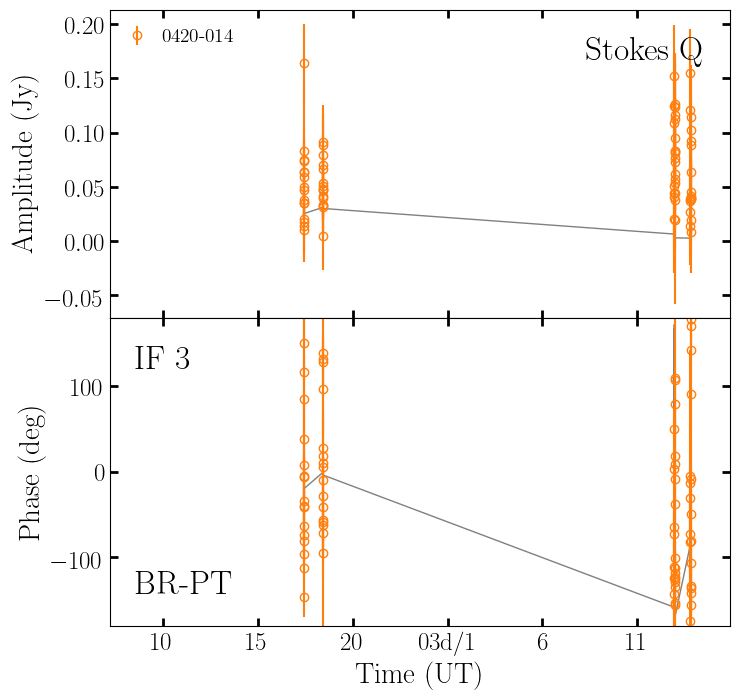 0420-014
Stokes Q
Amplitude (Jy)
0.20
0.15
0.10
0.05
0.00
−0.05
IF 3
BR-PT
Phase (deg)
100
0
−100
10 15 20 03d/1 6 11
Time (UT)